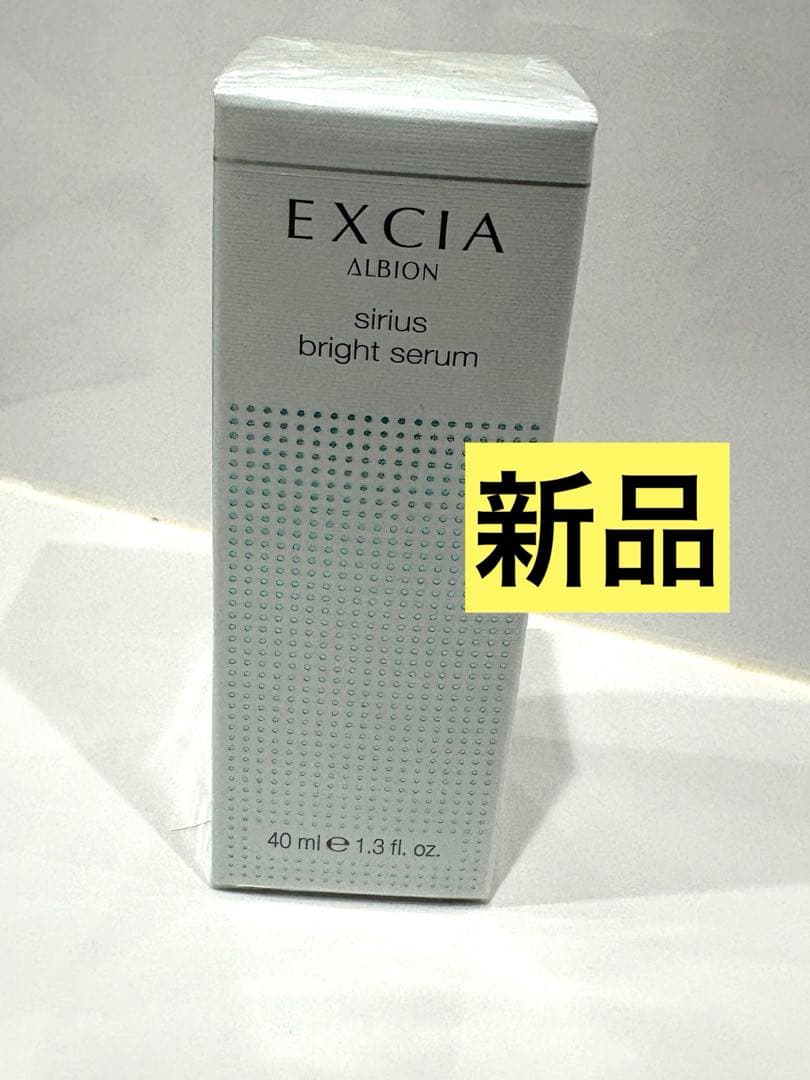 EXCIA
ALBION
sirius
bright serum
新品
40 ml ℮ 1.3 fl. oz.